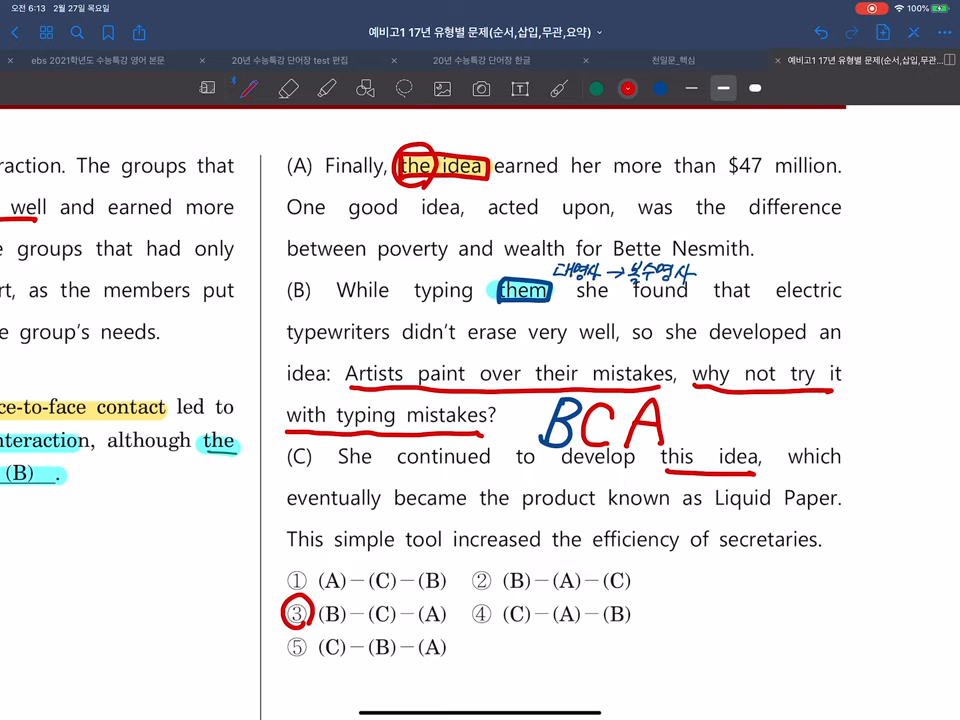 오전 6:13 2월 27일 목요일
100%
예비고1 17년 유형별 문제(순서,삽입,무관,요약)
ebs 2021학년도 수능특강 영어 본문
20년 수능특강 단어장 test 편집
20년 수능특강 단어장 한글
천일문_핵심
예비고1 17년 유형별 문제(순서,삽입,무관,요약)...
raction. The groups that
well and earned more
e groups that had only
rt, as the members put
e group's needs.
ce-to-face contact led to
nteraction, although the
(B) .
(A) Finally, the idea earned her more than $47 million.
One good idea, acted upon, was the difference
between poverty and wealth for Bette Nesmith.
대명사 → 복수명사
(B) While typing them she found that electric
typewriters didn't erase very well, so she developed an
idea: Artists paint over their mistakes, why not try it
with typing mistakes?
BCA
(C) She continued to develop this idea, which
eventually became the product known as Liquid Paper.
This simple tool increased the efficiency of secretaries.
① (A)－(C)－(B) ② (B)－(A)－(C)
③ (B)－(C)－(A) ④ (C)－(A)－(B)
⑤ (C)－(B)－(A)